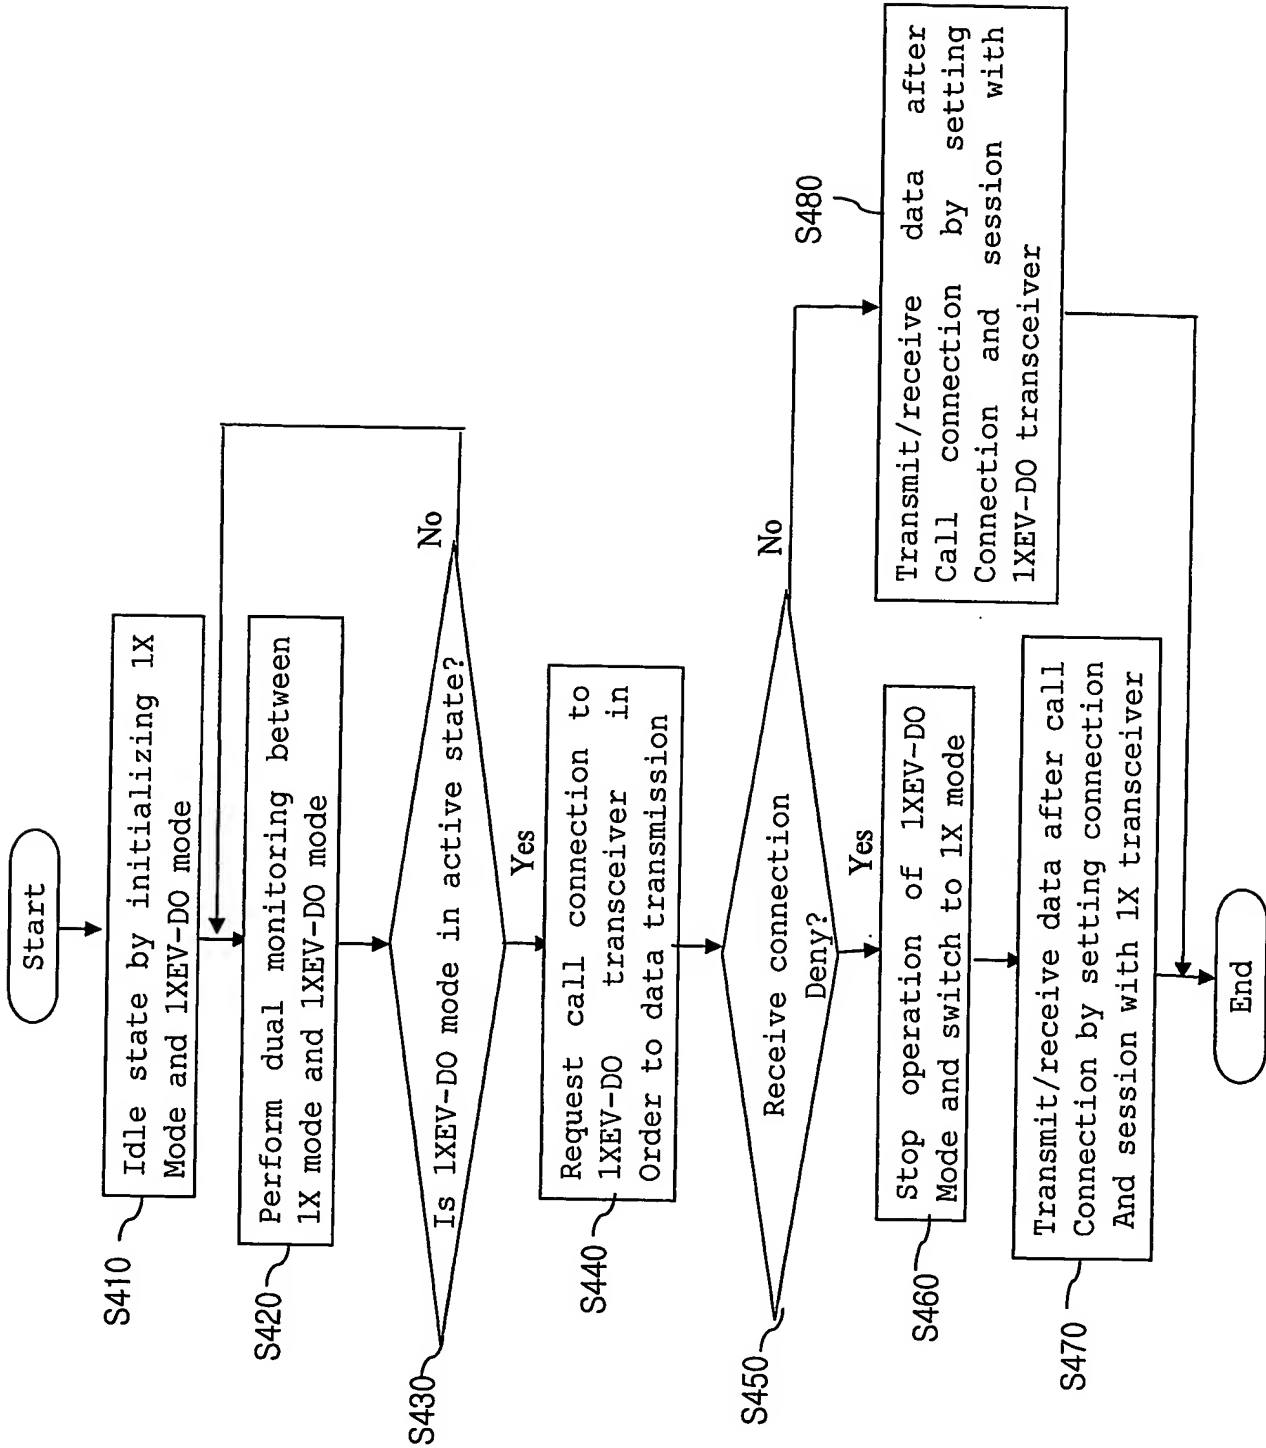 Start
S410
Idle state by initializing 1X
Mode and 1XEV-DO mode
S420
Perform dual monitoring between
1X mode and 1XEV-DO mode
S430
Is 1XEV-DO mode in active state?
No
Yes
S440
Request call connection to
1XEV-DO transceiver in
Order to data transmission
S450
Receive connection
Deny?
No
Yes
S460
Stop operation of 1XEV-DO
Mode and switch to 1X mode
S480
Transmit/receive data after
Call connection by setting
Connection and session with
1XEV-DO transceiver
S470
Transmit/receive data after call
Connection by setting connection
And session with 1X transceiver
End